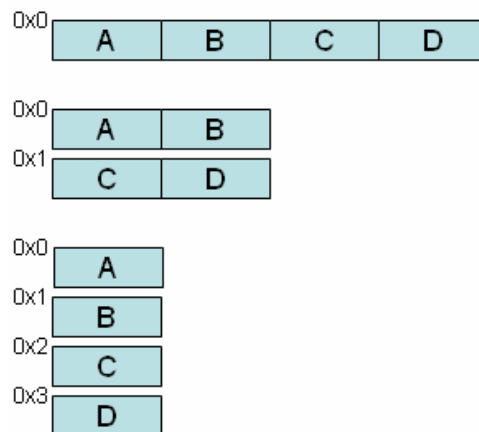 0x0 A B C D
0x0 A B
0x1 C D
0x0 A
0x1 B
0x2 C
0x3 D